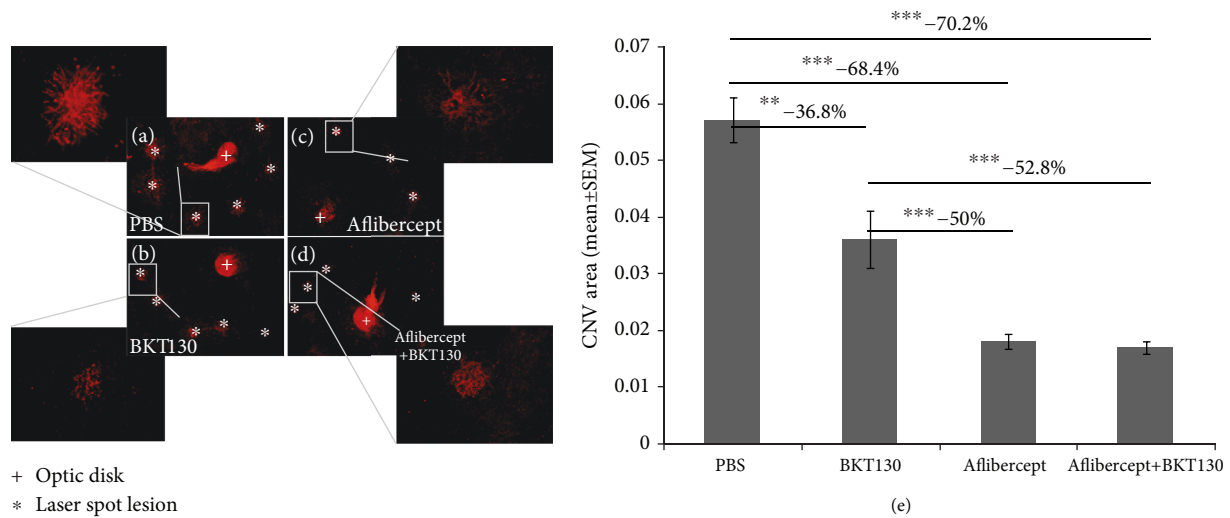 (a)
PBS
(c)
Aflibercept
(b)
BKT130
(d)
Aflibercept
+BKT130
+ Optic disk
* Laser spot lesion
CNV area (mean±SEM)
0.07
0.06
0.05
0.04
0.03
0.02
0.01
0
*** −70.2%
*** −68.4%
** −36.8%
*** −52.8%
*** −50%
PBS
BKT130
Aflibercept
Aflibercept+BKT130
(e)